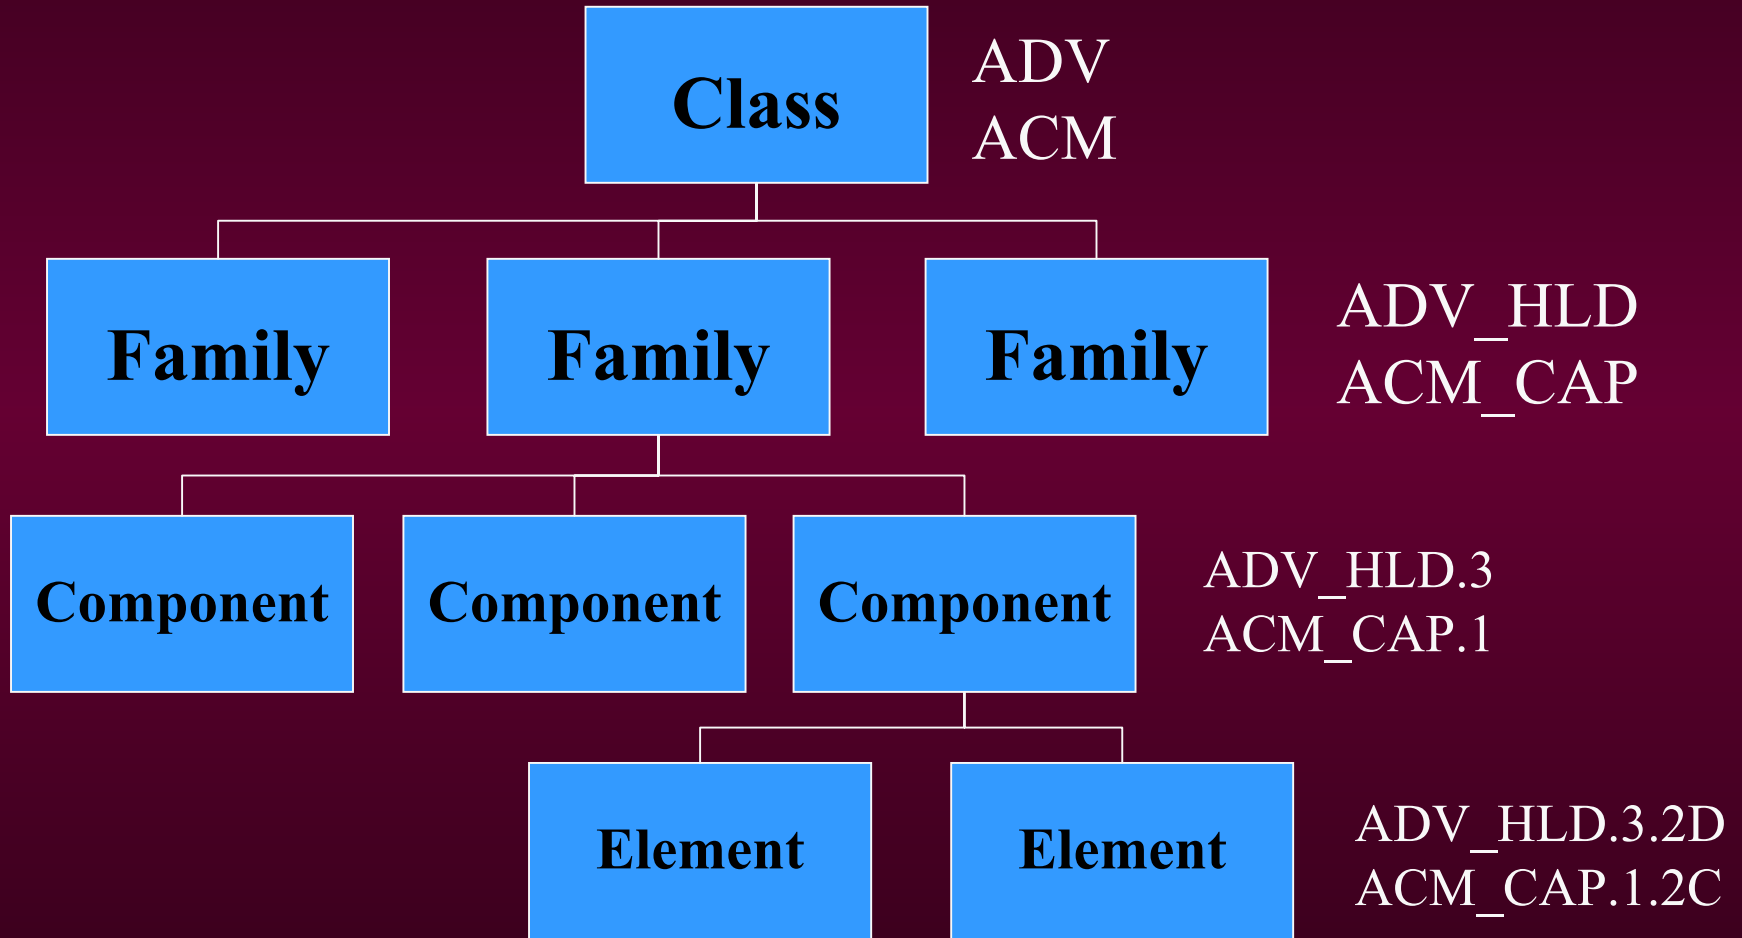 Class
ADV
ACM
Family Family Family
ADV_HLD
ACM_CAP
Component Component Component
ADV_HLD.3
ACM_CAP.1
Element Element
ADV_HLD.3.2D
ACM_CAP.1.2C